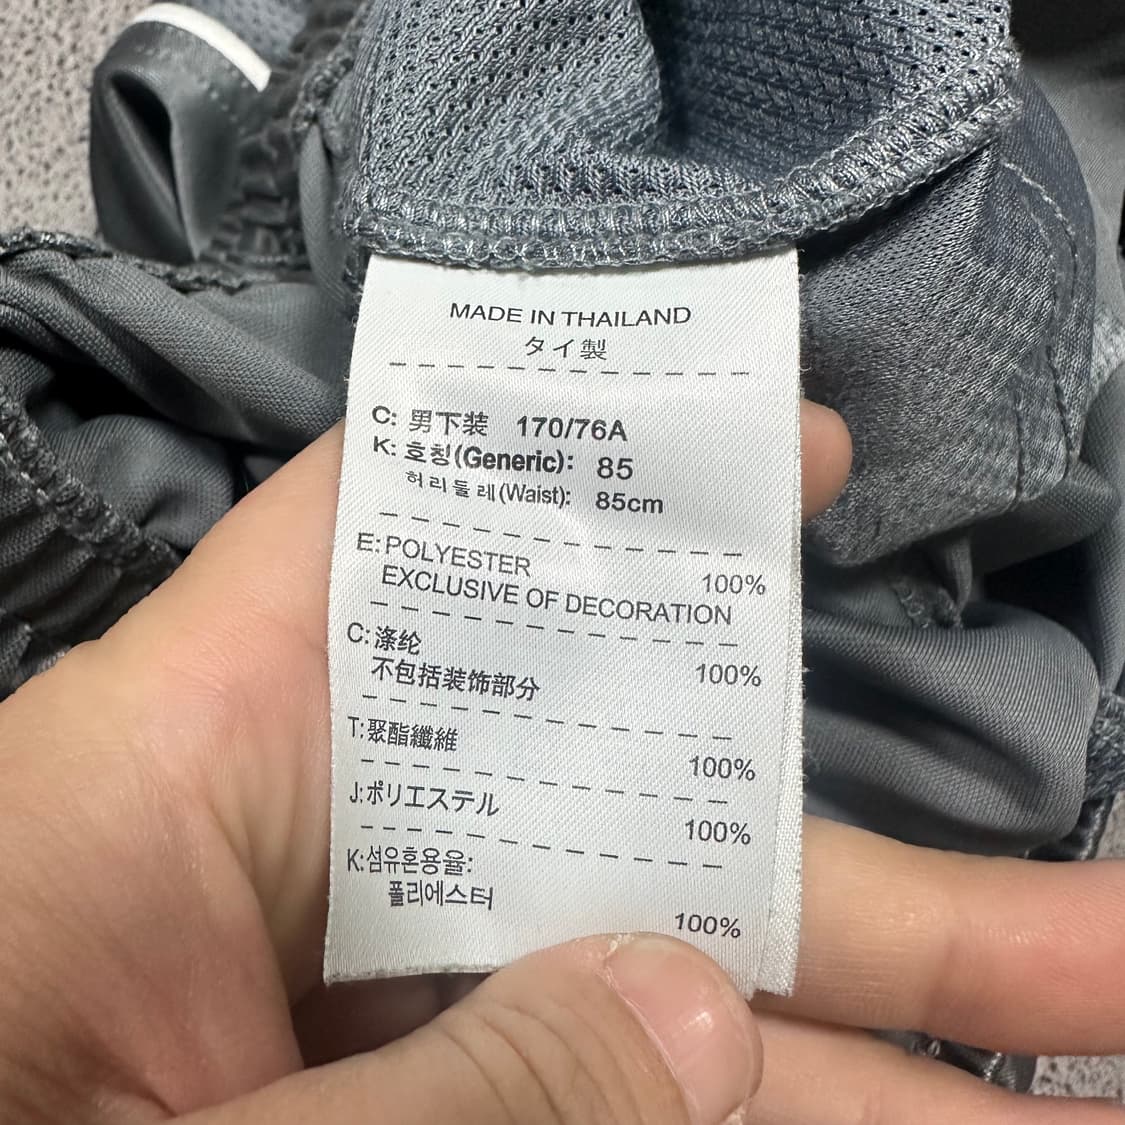 MADE IN THAILAND
タイ製
C: 男下装 170/76A
K: 호칭(Generic): 85
허리둘레(Waist): 85cm
E: POLYESTER 100%
EXCLUSIVE OF DECORATION
C: 涤纶 100%
不包括装饰部分
T: 聚酯纖維 100%
J: ポリエステル 100%
K: 섬유혼용율:
폴리에스터 100%